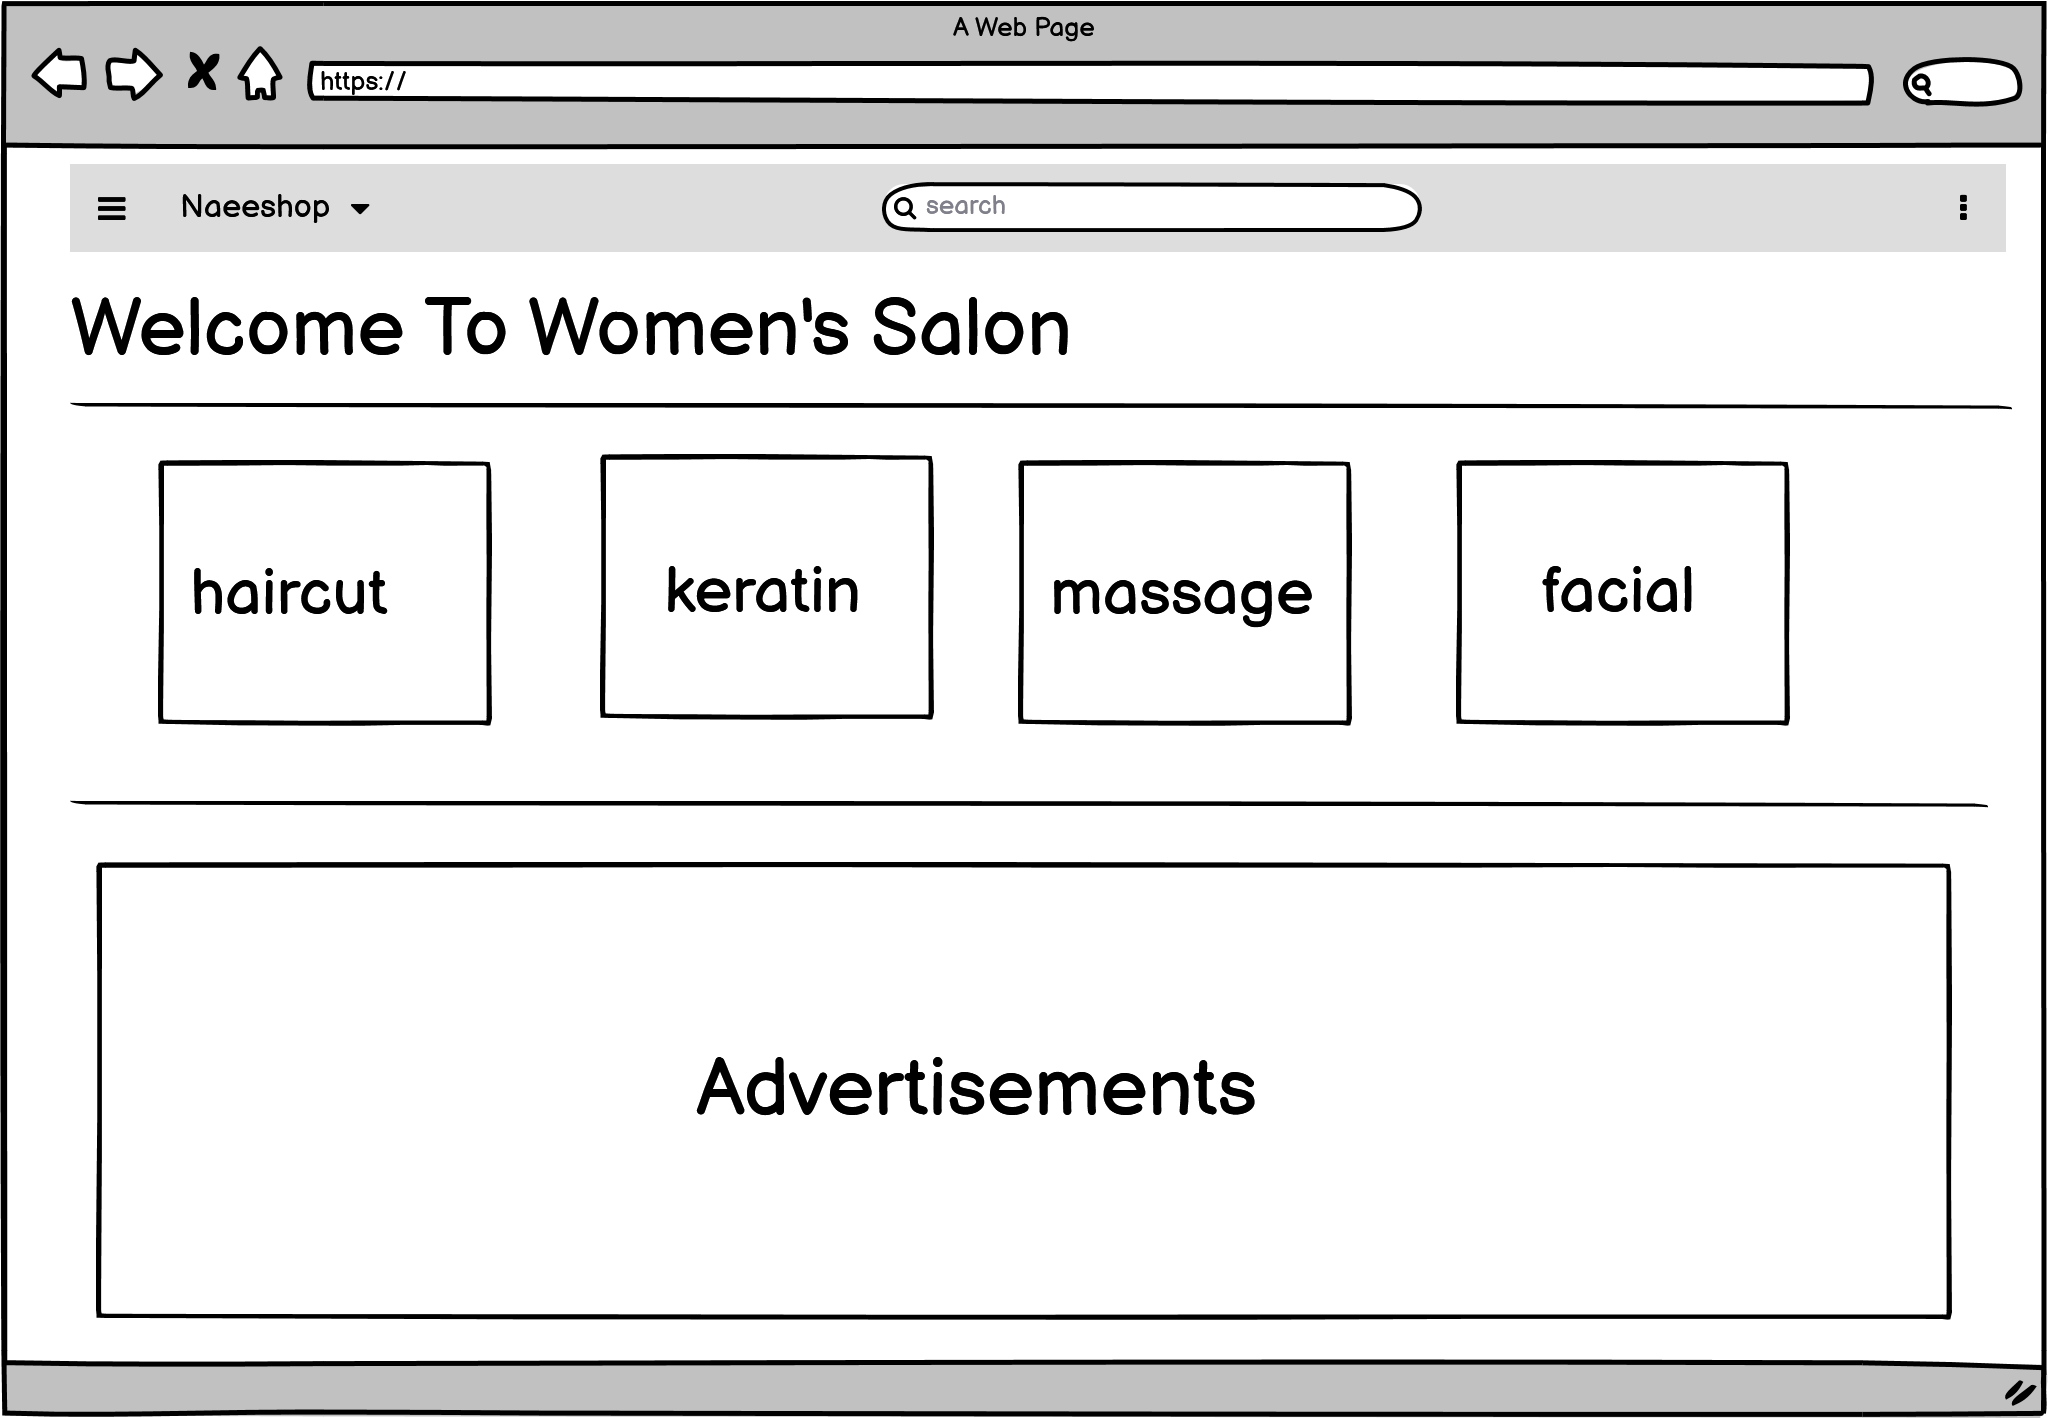 A Web Page
https://
Naeeshop
search
Welcome To Women's Salon
haircut
keratin
massage
facial
Advertisements